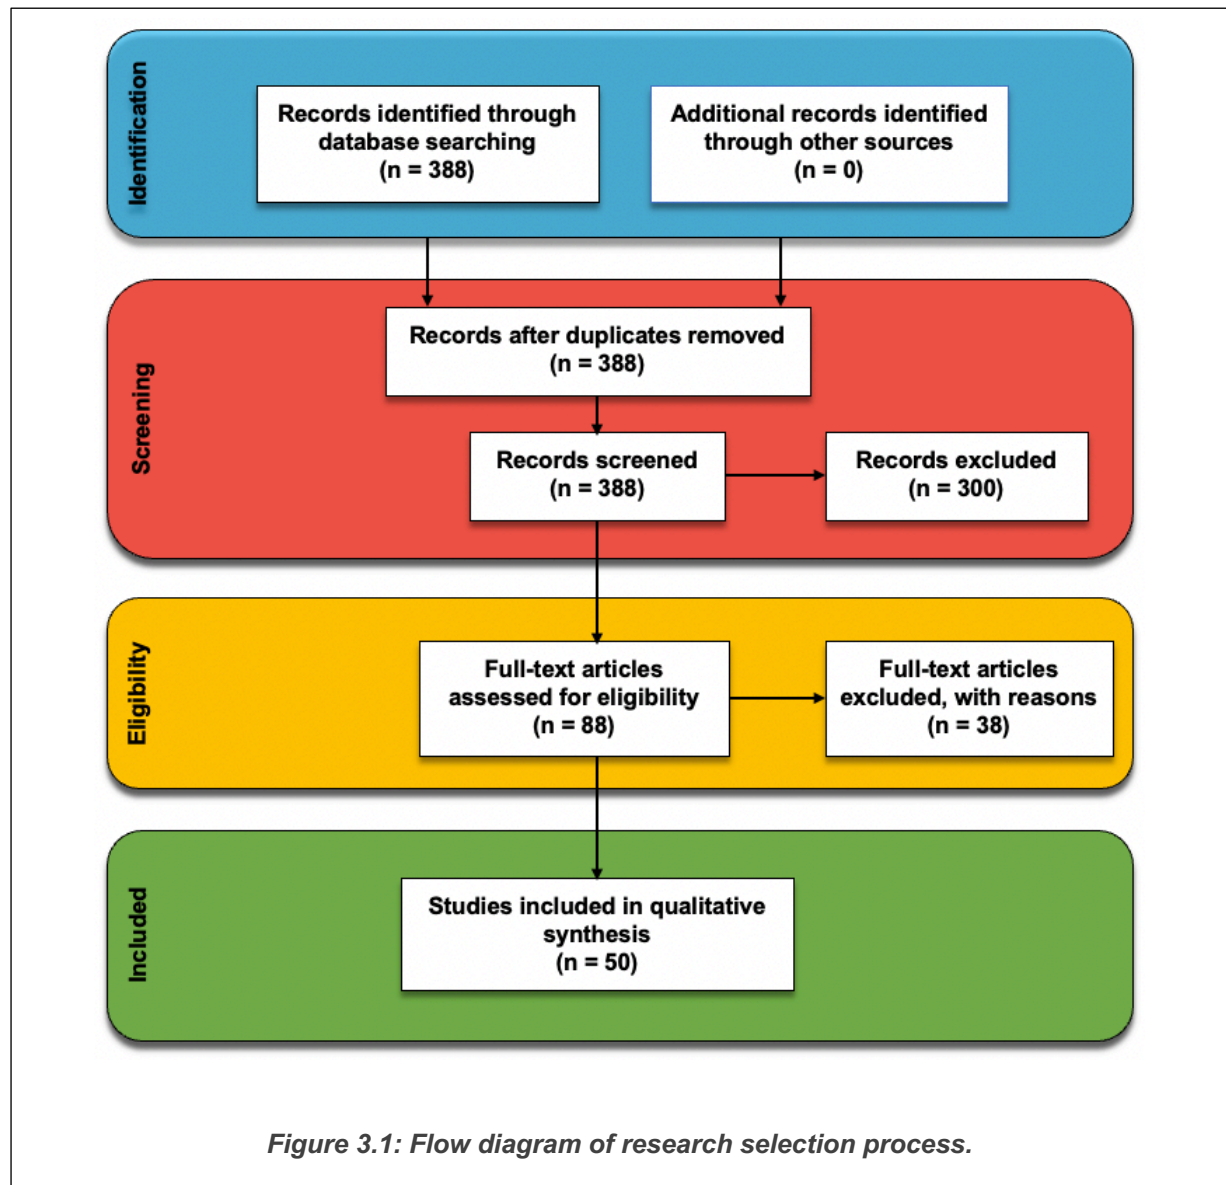 Identification
Records identified through
database searching
(n = 388)
Additional records identified
through other sources
(n = 0)
Screening
Records after duplicates removed
(n = 388)
Records screened
(n = 388)
Records excluded
(n = 300)
Eligibility
Full-text articles
assessed for eligibility
(n = 88)
Full-text articles
excluded, with reasons
(n = 38)
Included
Studies included in qualitative
synthesis
(n = 50)
Figure 3.1: Flow diagram of research selection process.